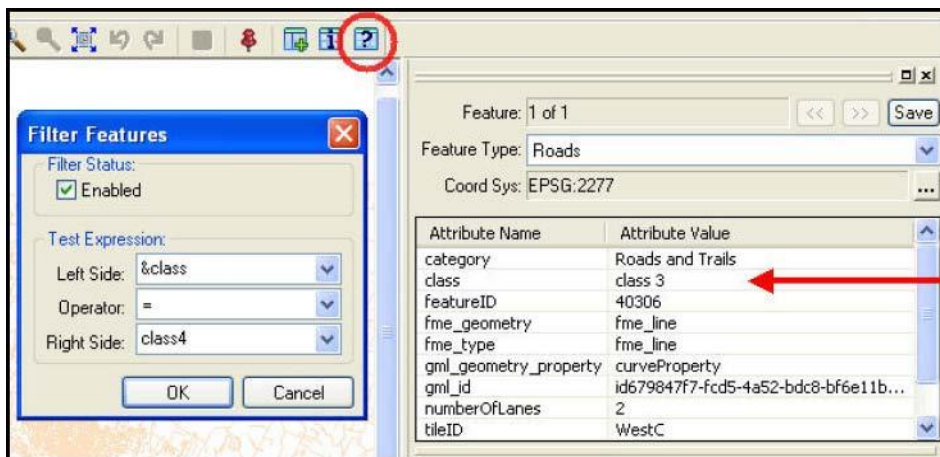 Filter Features
Filter Status:
Enabled
Test Expression:
Left Side: &class
Operator: =
Right Side: class4
OK Cancel
Feature: 1 of 1 << >> Save
Feature Type: Roads
Coord Sys: EPSG:2277 ...
Attribute Name Attribute Value
category Roads and Trails
class class 3
featureID 40306
fme_geometry fme_line
fme_type fme_line
gml_geometry_property curveProperty
gml_id id679847f7-fcd5-4a52-bdc8-bf6e11b...
numberOfLanes 2
tileID WestC